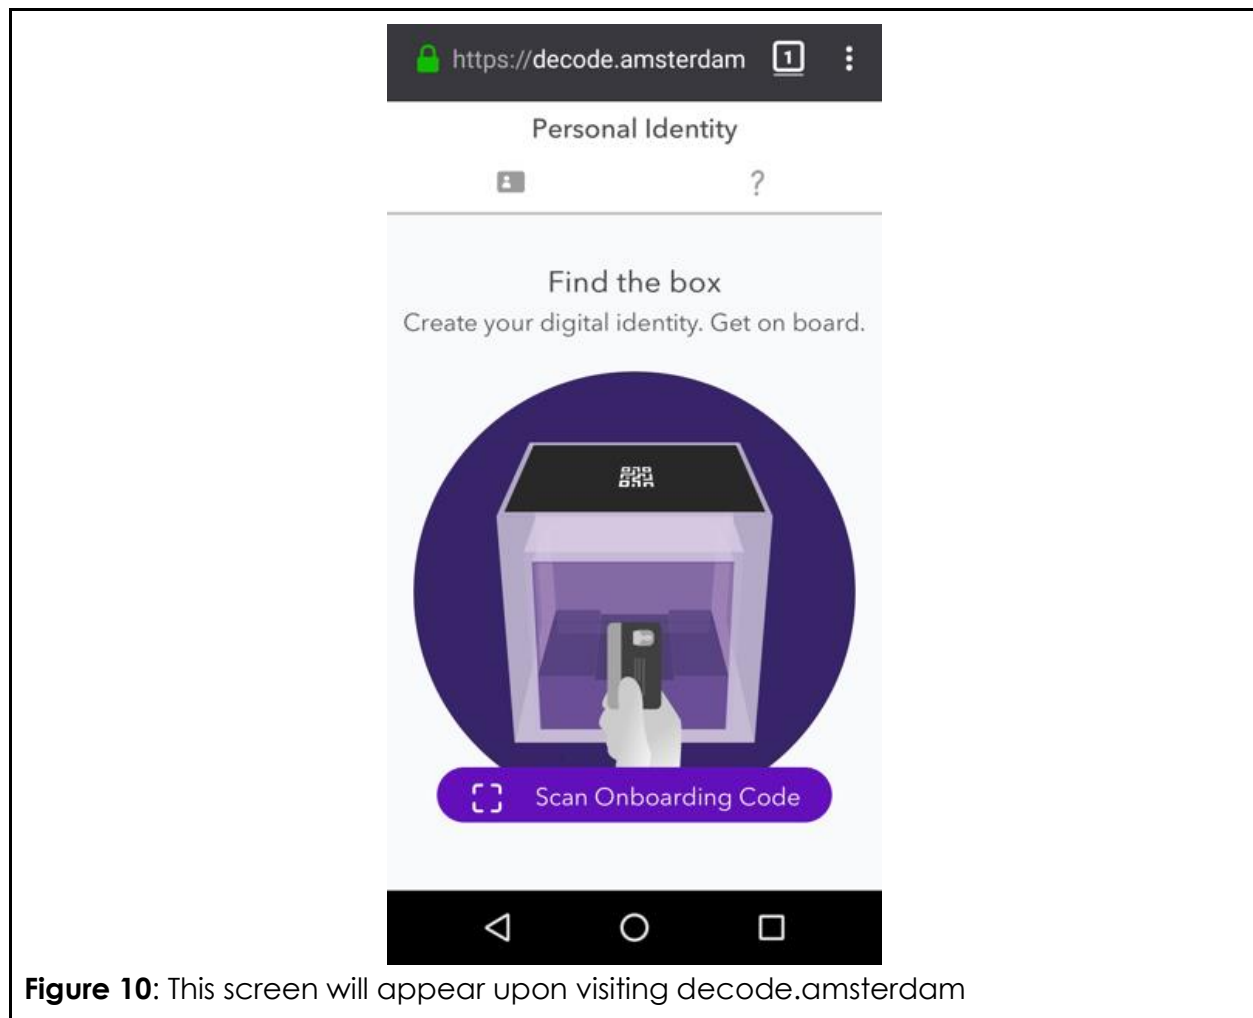 https://decode.amsterdam 1
Personal Identity
?
Find the box
Create your digital identity. Get on board.
Scan Onboarding Code
Figure 10: This screen will appear upon visiting decode.amsterdam